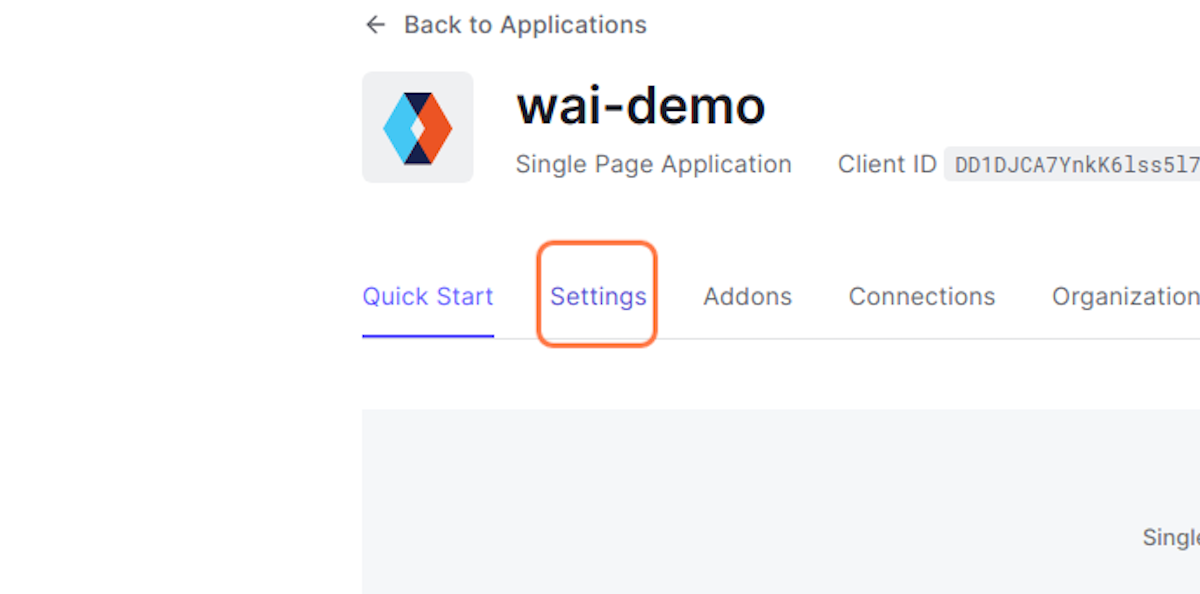 ← Back to Applications
wai-demo
Single Page Application Client ID DD1DJCA7YnkK6lss5l7
Quick Start Settings Addons Connections Organization
Single